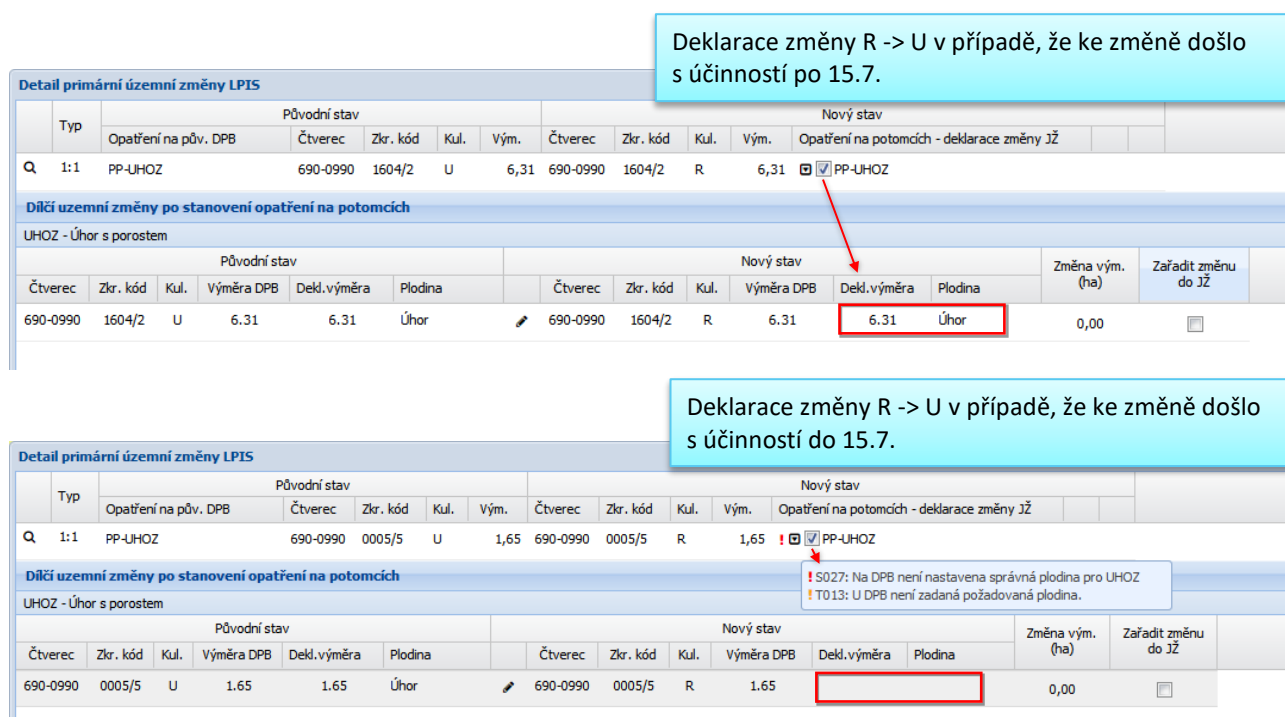 Deklarace změny R -> U v případě, že ke změně došlo
s účinností po 15.7.
Detail primární územní změny LPIS
Typ Původní stav Nový stav
Opatření na pův. DPB Čtverec Zkr. kód Kul. Vým. Čtverec Zkr. kód Kul. Vým. Opatření na potomcích - deklarace změny JŽ
1:1 PP-UHOZ 690-0990 1604/2 U 6,31 690-0990 1604/2 R 6,31 PP-UHOZ
Dílčí uzemní změny po stanovení opatření na potomcích
UHOZ - Úhor s porostem
Původní stav Nový stav Změna vým. (ha) Zařadit změnu do JŽ
Čtverec Zkr. kód Kul. Výměra DPB Dekl.výměra Plodina Čtverec Zkr. kód Kul. Výměra DPB Dekl.výměra Plodina
690-0990 1604/2 U 6.31 6.31 Úhor 690-0990 1604/2 R 6.31 6.31 Úhor 0,00
Deklarace změny R -> U v případě, že ke změně došlo
s účinností do 15.7.
Detail primární územní změny LPIS
Typ Původní stav Nový stav
Opatření na pův. DPB Čtverec Zkr. kód Kul. Vým. Čtverec Zkr. kód Kul. Vým. Opatření na potomcích - deklarace změny JŽ
1:1 PP-UHOZ 690-0990 0005/5 U 1,65 690-0990 0005/5 R 1,65 ! PP-UHOZ
Dílčí uzemní změny po stanovení opatření na potomcích
! S027: Na DPB není nastavena správná plodina pro UHOZ
! T013: U DPB není zadaná požadovaná plodina.
UHOZ - Úhor s porostem
Původní stav Nový stav Změna vým. (ha) Zařadit změnu do JŽ
Čtverec Zkr. kód Kul. Výměra DPB Dekl.výměra Plodina Čtverec Zkr. kód Kul. Výměra DPB Dekl.výměra Plodina
690-0990 0005/5 U 1.65 1.65 Úhor 690-0990 0005/5 R 1.65 0,00